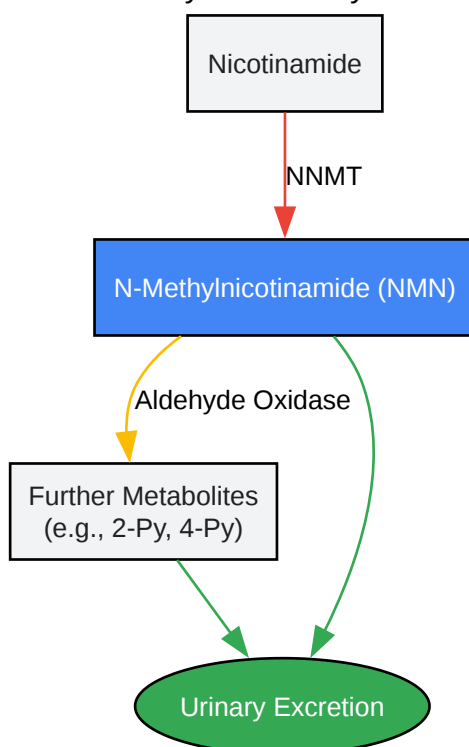 Nicotinamide
NNMT
N-Methylnicotinamide (NMN)
Aldehyde Oxidase
Further Metabolites
(e.g., 2-Py, 4-Py)
Urinary Excretion